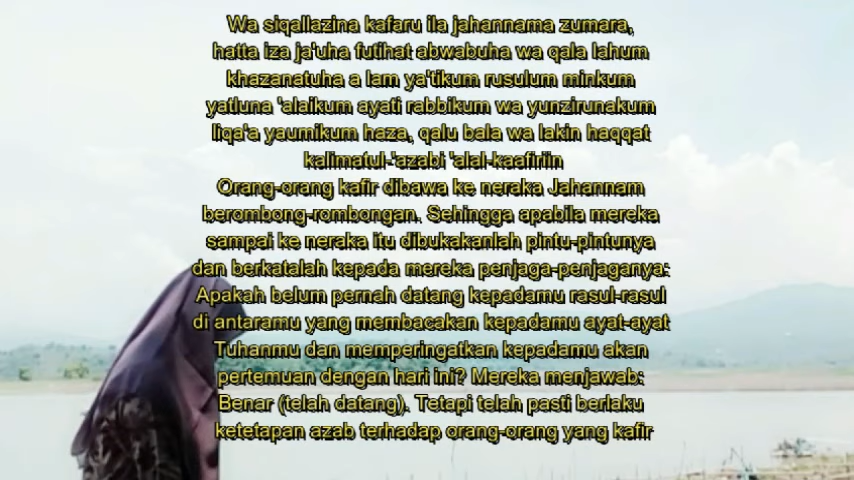 Wa siqallazina kafaru ila jahannama zumara,
hatta iza ja'uha futihat abwabuha wa qala lahum
khazanatuha a lam ya'tikum rusulum minkum
yatluna 'alaikum ayati rabbikum wa yunzirunakum
liqa'a yaumikum haza, qalu bala wa lakin haqqat
kalimatul-'azabi 'alal-kaafiriin
Orang-orang kafir dibawa ke neraka Jahannam
berombong-rombongan. Sehingga apabila mereka
sampai ke neraka itu dibukakanlah pintu-pintunya
dan berkatalah kepada mereka penjaga-penjaganya:
Apakah belum pernah datang kepadamu rasul-rasul
di antaramu yang membacakan kepadamu ayat-ayat
Tuhanmu dan memperingatkan kepadamu akan
pertemuan dengan hari ini? Mereka menjawab:
Benar (telah datang). Tetapi telah pasti berlaku
ketetapan azab terhadap orang-orang yang kafir